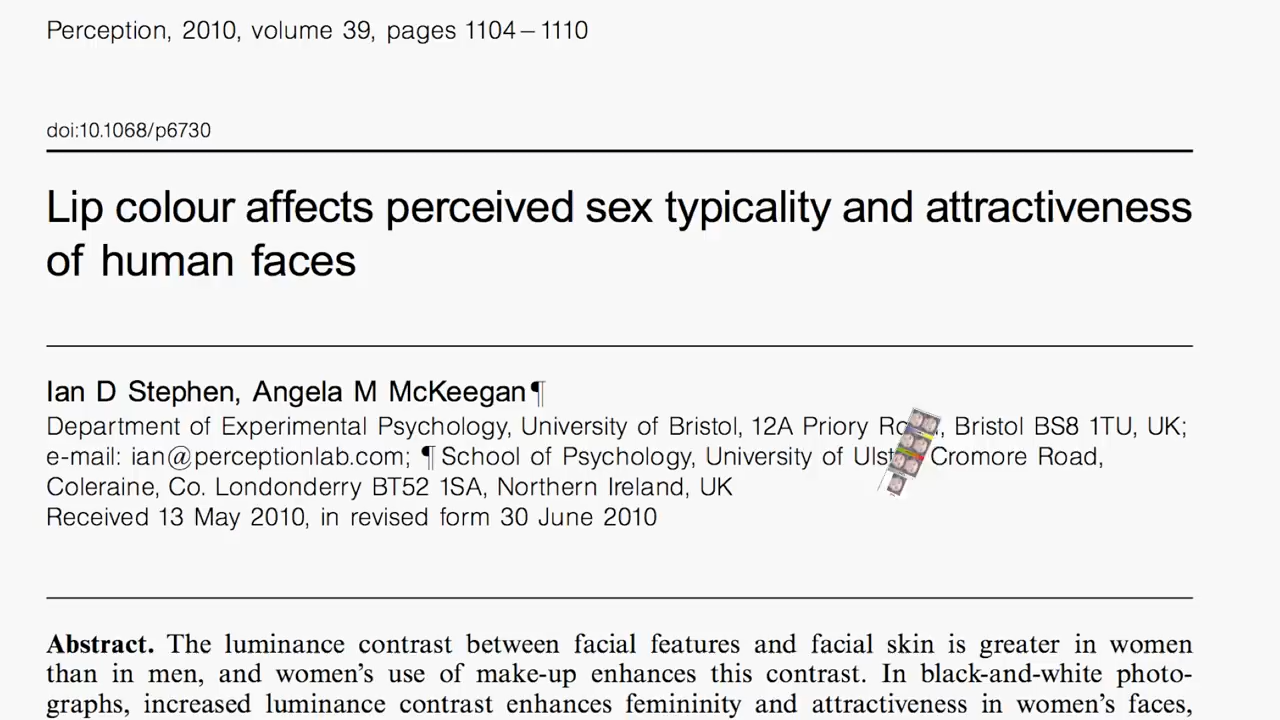 Perception, 2010, volume 39, pages 1104 – 1110
doi:10.1068/p6730
Lip colour affects perceived sex typicality and attractiveness
of human faces
Ian D Stephen, Angela M McKeegan¶
Department of Experimental Psychology, University of Bristol, 12A Priory , Bristol BS8 1TU, UK;
e-mail: ian@perceptionlab.com; ¶ School of Psychology, University of Cromore Road,
Coleraine, Co. Londonderry BT52 1SA, Northern Ireland, UK
Received 13 May 2010, in revised form 30 June 2010
Abstract. The luminance contrast between facial features and facial skin is greater in women
than in men, and women's use of make-up enhances this contrast. In black-and-white photo-
graphs, increased luminance contrast enhances femininity and attractiveness in women's faces,